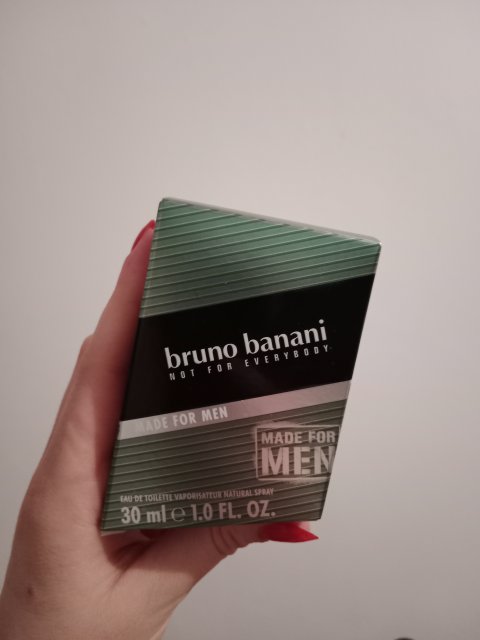 bruno banani
NOT FOR EVERYBODY
MADE FOR MEN
MADE FOR
MEN
EAU DE TOILETTE VAPORISATEUR NATURAL SPRAY
30 ml e 1.0 FL. OZ.